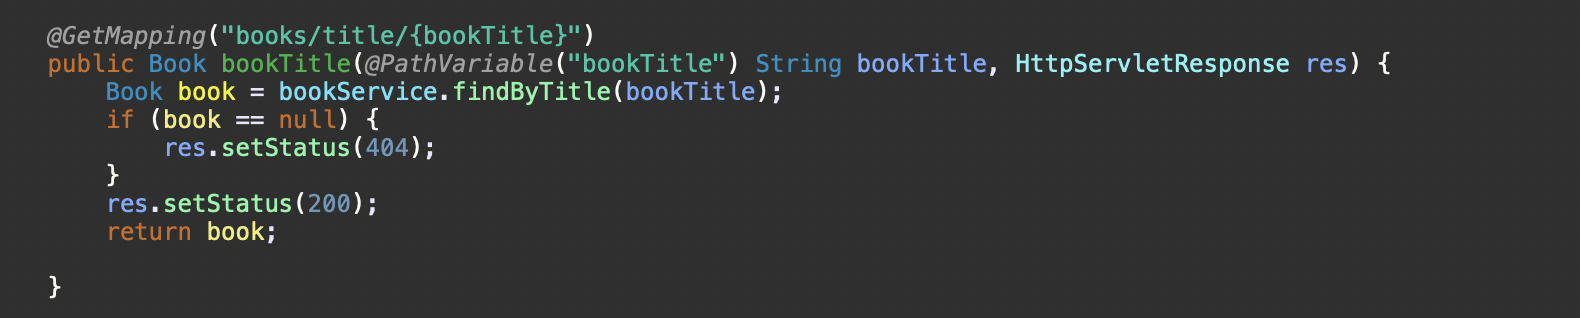 @GetMapping("books/title/{bookTitle}")
public Book bookTitle(@PathVariable("bookTitle") String bookTitle, HttpServletResponse res) {
    Book book = bookService.findByTitle(bookTitle);
    if (book == null) {
        res.setStatus(404);
    }
    res.setStatus(200);
    return book;
}